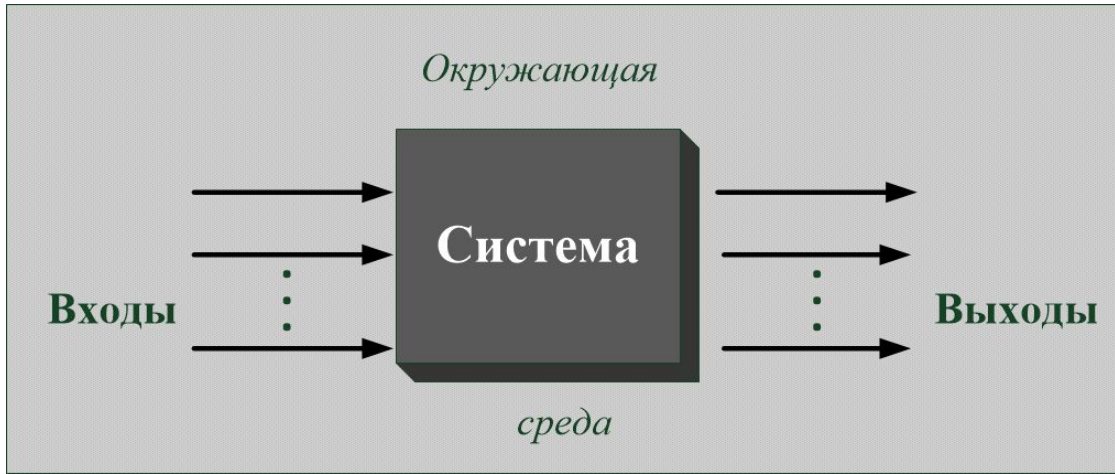 Окружающая
Система
Входы
Выходы
среда